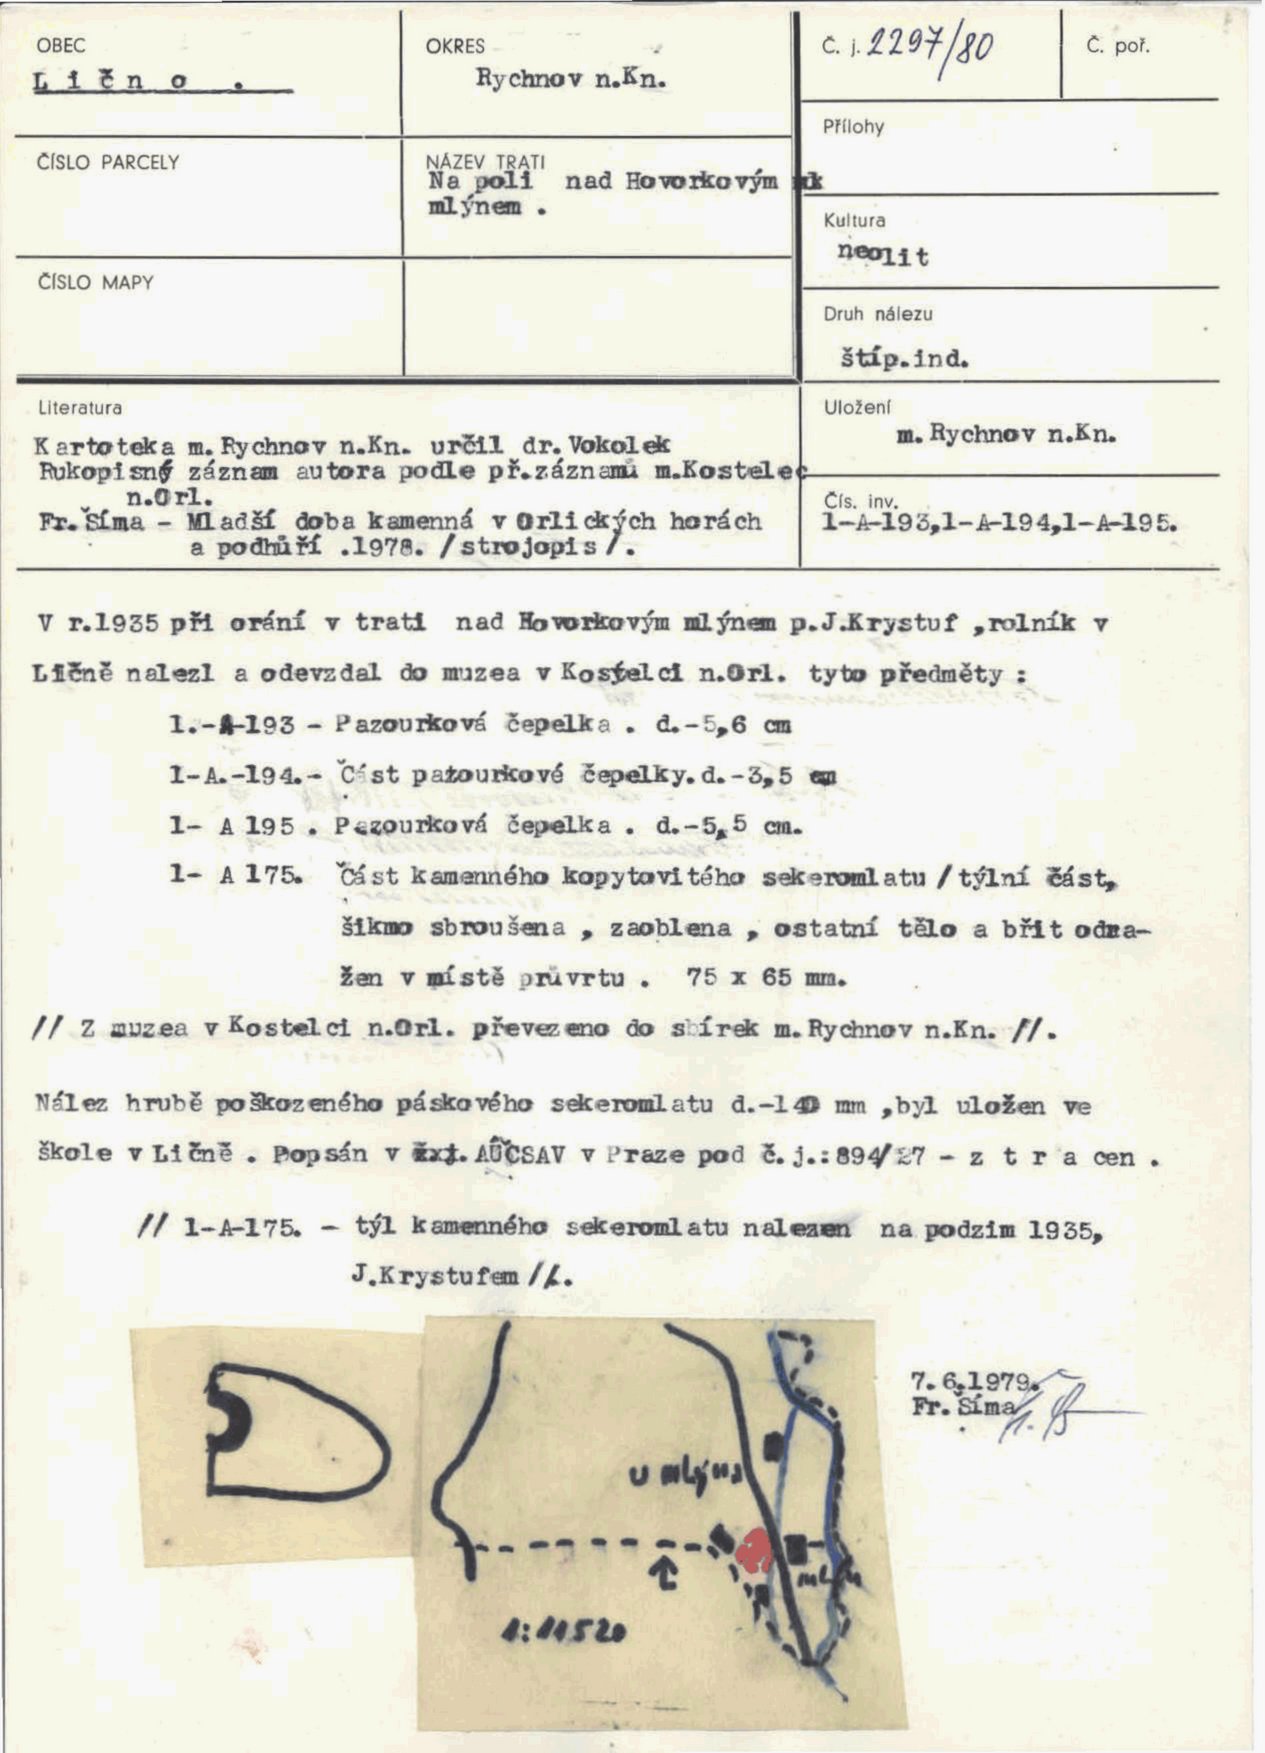 OBEC
Lično .
OKRES
Rychnov n.Kn.
Č. j. 2297/80
Č. poř.
Přílohy
ČÍSLO PARCELY
NÁZEV TRATI
Na poli nad Hovorkovým
mlýnem .
Kultura
neolit
ČÍSLO MAPY
Druh nálezu
štíp.ind.
Literatura
Kartoteka m. Rychnov n.Kn. určil dr. Vokolek
Rukopisný záznam autora podle př.záznamů m.Kostelec
n.Orl.
Fr. Šíma - Mladší doba kamenná v Orlických horách
a podhůří .1978. /strojopis/.
Uložení
m. Rychnov n.Kn.
Čís. inv.
1-A-193,1-A-194,1-A-195.
V r.1935 při orání v trati nad Hovorkovým mlýnem p.J.Krystuf ,rolník v
Ličně nalezl a odevzdal do muzea v Kostelci n.Orl. tyto předměty :
1.-A-193 - Pazourková čepelka . d.-5,6 cm
1-A.-194.- Část patourkové čepelky. d.-3,5 cm
1- A 195 . Pazourková čepelka . d.-5,5 cm.
1- A 175. Část kamenného kopytovitého sekeromlatu /týlní část,
šikmo sbroušena , zaoblena , ostatní tělo a břit odra-
žen v místě průvrtu . 75 x 65 mm.
// Z muzea v Kostelci n.Orl. převezeno do sbírek m. Rychnov n.Kn. //.
Nález hrubě poškozeného páskového sekeromlatu d.-140 mm ,byl uložen ve
škole v Ličně . Popsán v AÚČSAV v Praze pod č.j.:894/27 - z t r a cen .
// 1-A-175. - týl kamenného sekeromlatu nalezen na podzim 1935,
J.Krystufem //.
7.6.1979.
Fr. Šíma
U mlýna
mlýn
1:11520